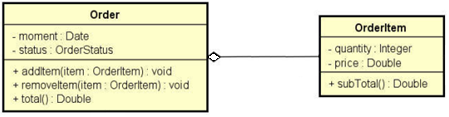 Order
- moment : Date
- status : OrderStatus
+ addItem(item : OrderItem) : void
+ removeItem(item : OrderItem) : void
+ total() : Double
OrderItem
- quantity : Integer
- price : Double
+ subTotal() : Double